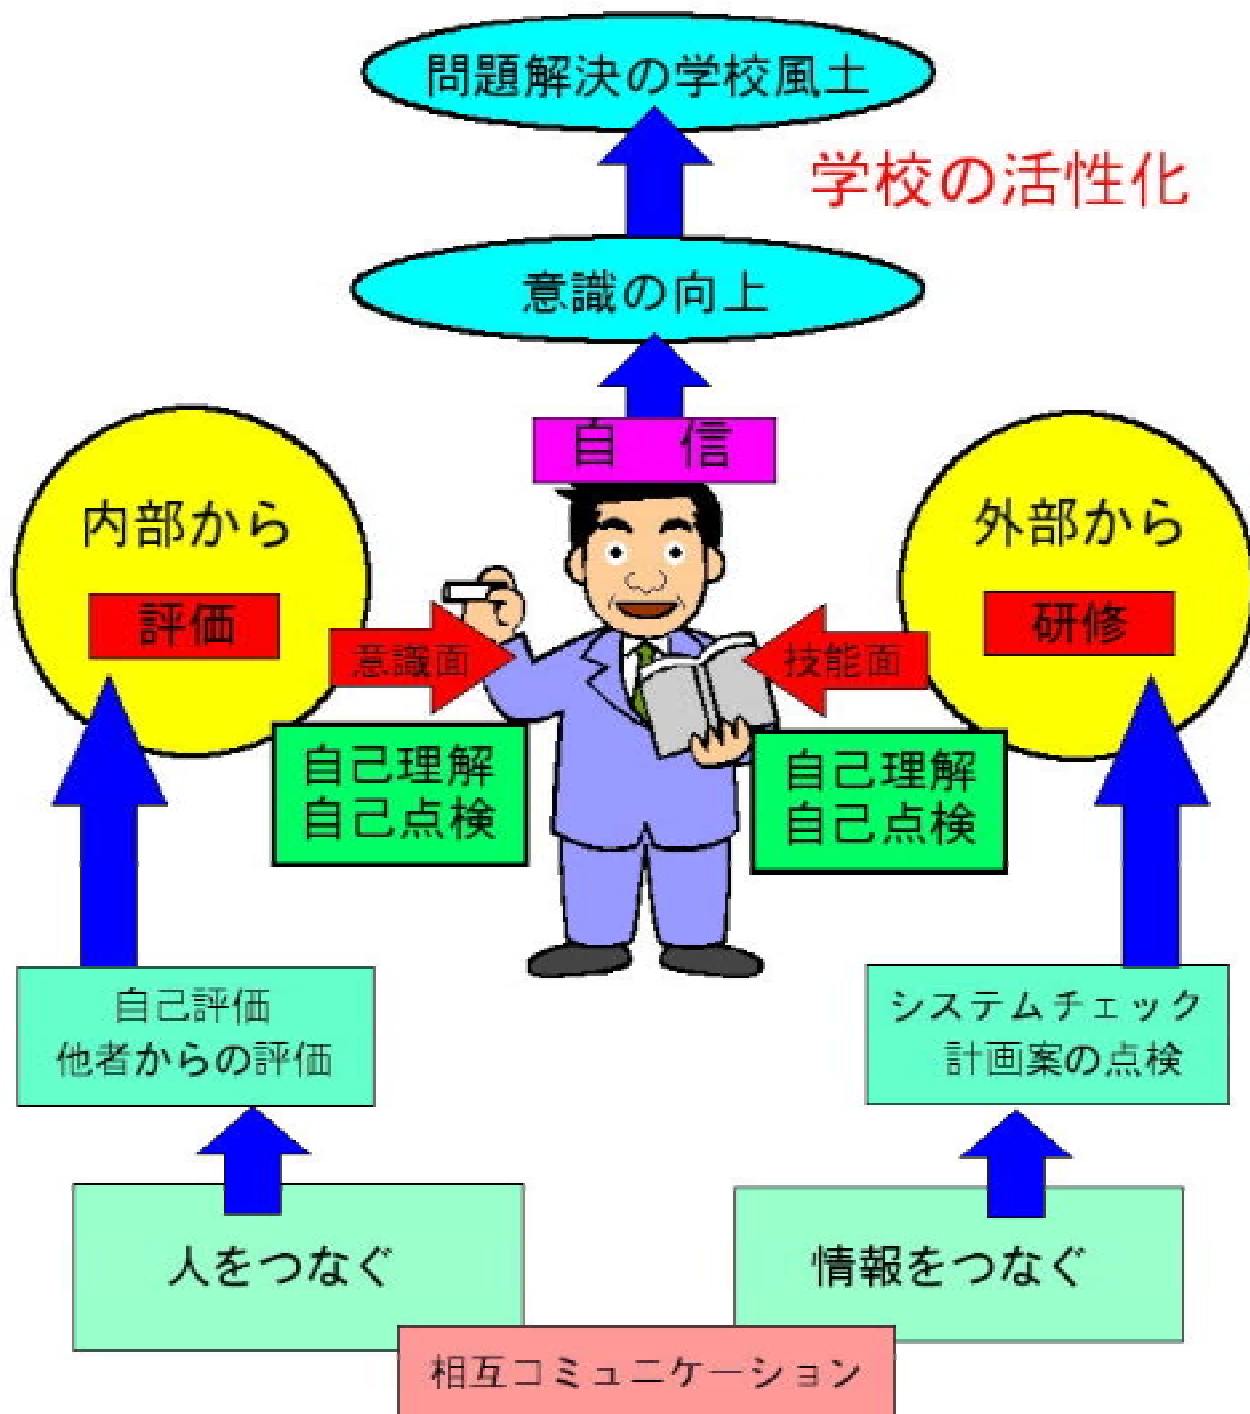 問題解決の学校風土
学校の活性化
意識の向上
自　信
内部から
評価
外部から
研修
意識面
技能面
自己理解
自己点検
自己理解
自己点検
自己評価
他者からの評価
システムチェック
計画案の点検
人をつなぐ
情報をつなぐ
相互コミュニケーション